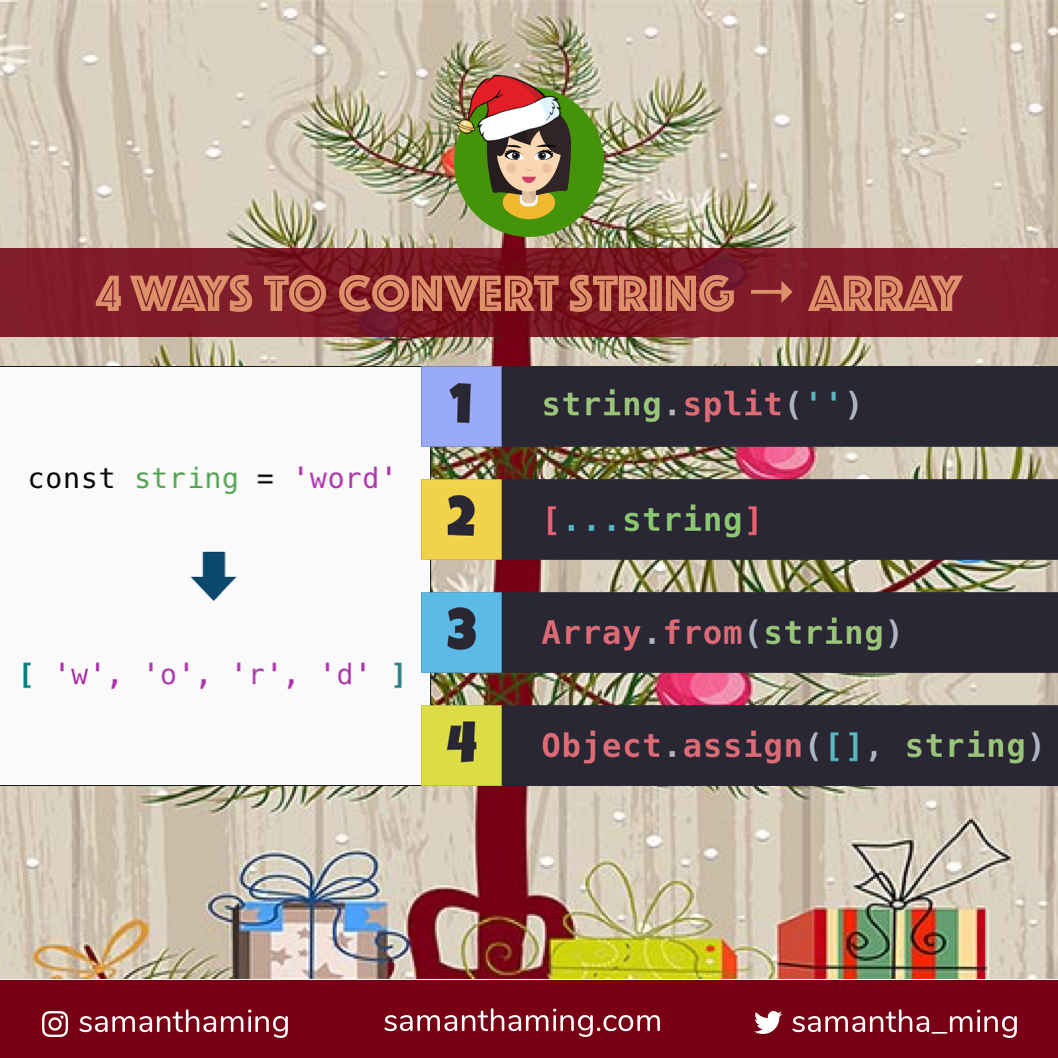 4 WAYS TO CONVERT STRING → ARRAY
const string = 'word'
[ 'w', 'o', 'r', 'd' ]
1 string.split('')
2 [...string]
3 Array.from(string)
4 Object.assign([], string)
samanthaming samanthaming.com samantha_ming